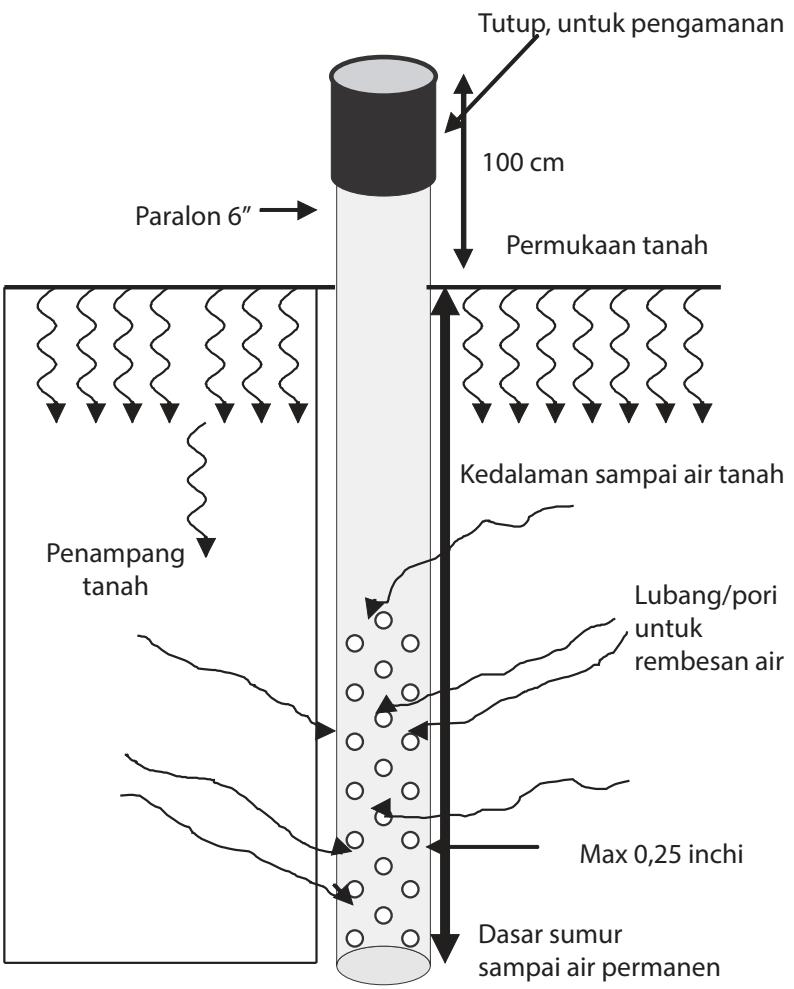 Tutup, untuk pengamanan
100 cm
Paralon 6”
Permukaan tanah
Kedalaman sampai air tanah
Penampang
tanah
Lubang/pori
untuk
rembesan air
Max 0,25 inchi
Dasar sumur
sampai air permanen